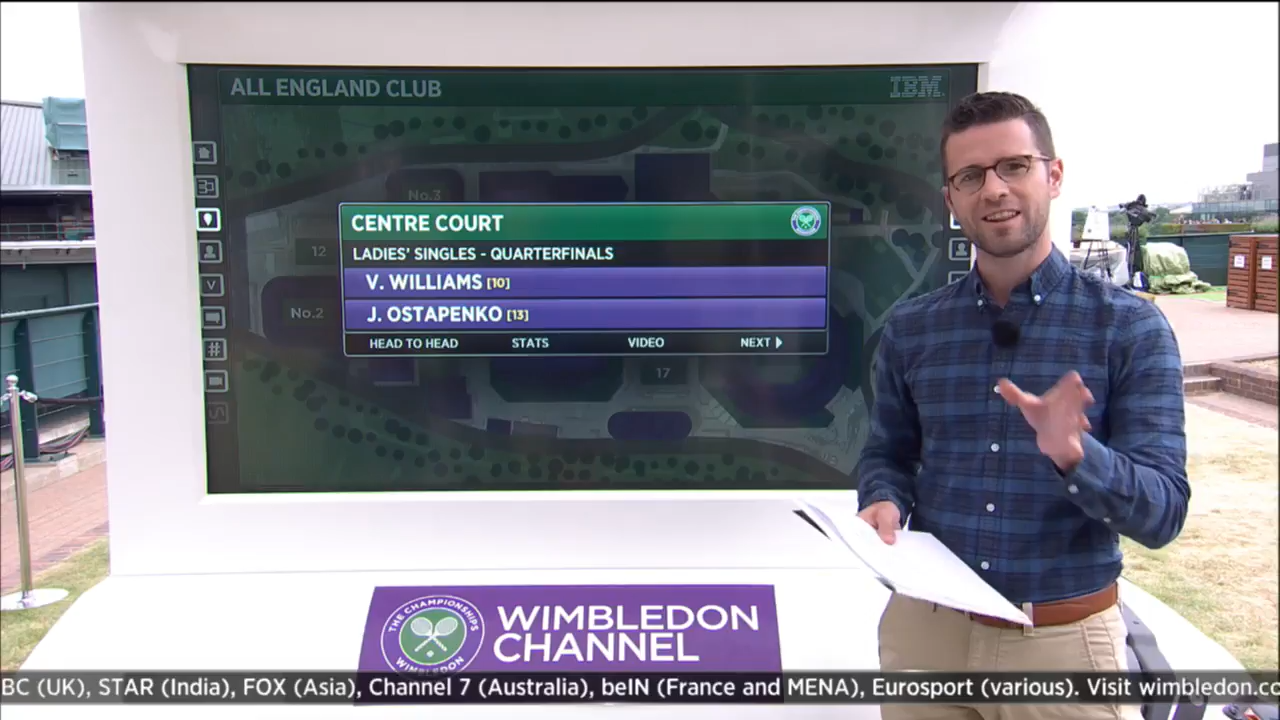 ALL ENGLAND CLUB
IBM
No.3
CENTRE COURT
LADIES' SINGLES - QUARTERFINALS
12
V. WILLIAMS [10]
V
J. OSTAPENKO [13]
No.2
HEAD TO HEAD STATS VIDEO NEXT
#
17
THE CHAMPIONSHIPS
WIMBLEDON
WIMBLEDON
CHANNEL
BC (UK), STAR (India), FOX (Asia), Channel 7 (Australia), beIN (France and MENA), Eurosport (various). Visit wimbledon.co